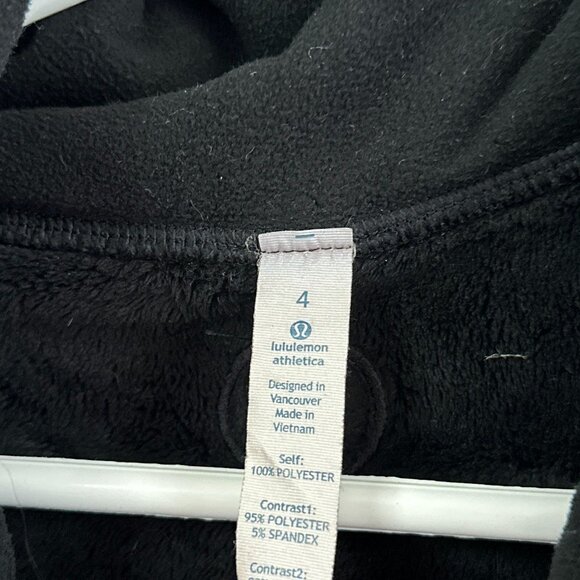 4
lululemon
athletica
Designed in
Vancouver
Made in
Vietnam
Self:
100% POLYESTER
Contrast1:
95% POLYESTER
5% SPANDEX
Contrast2: